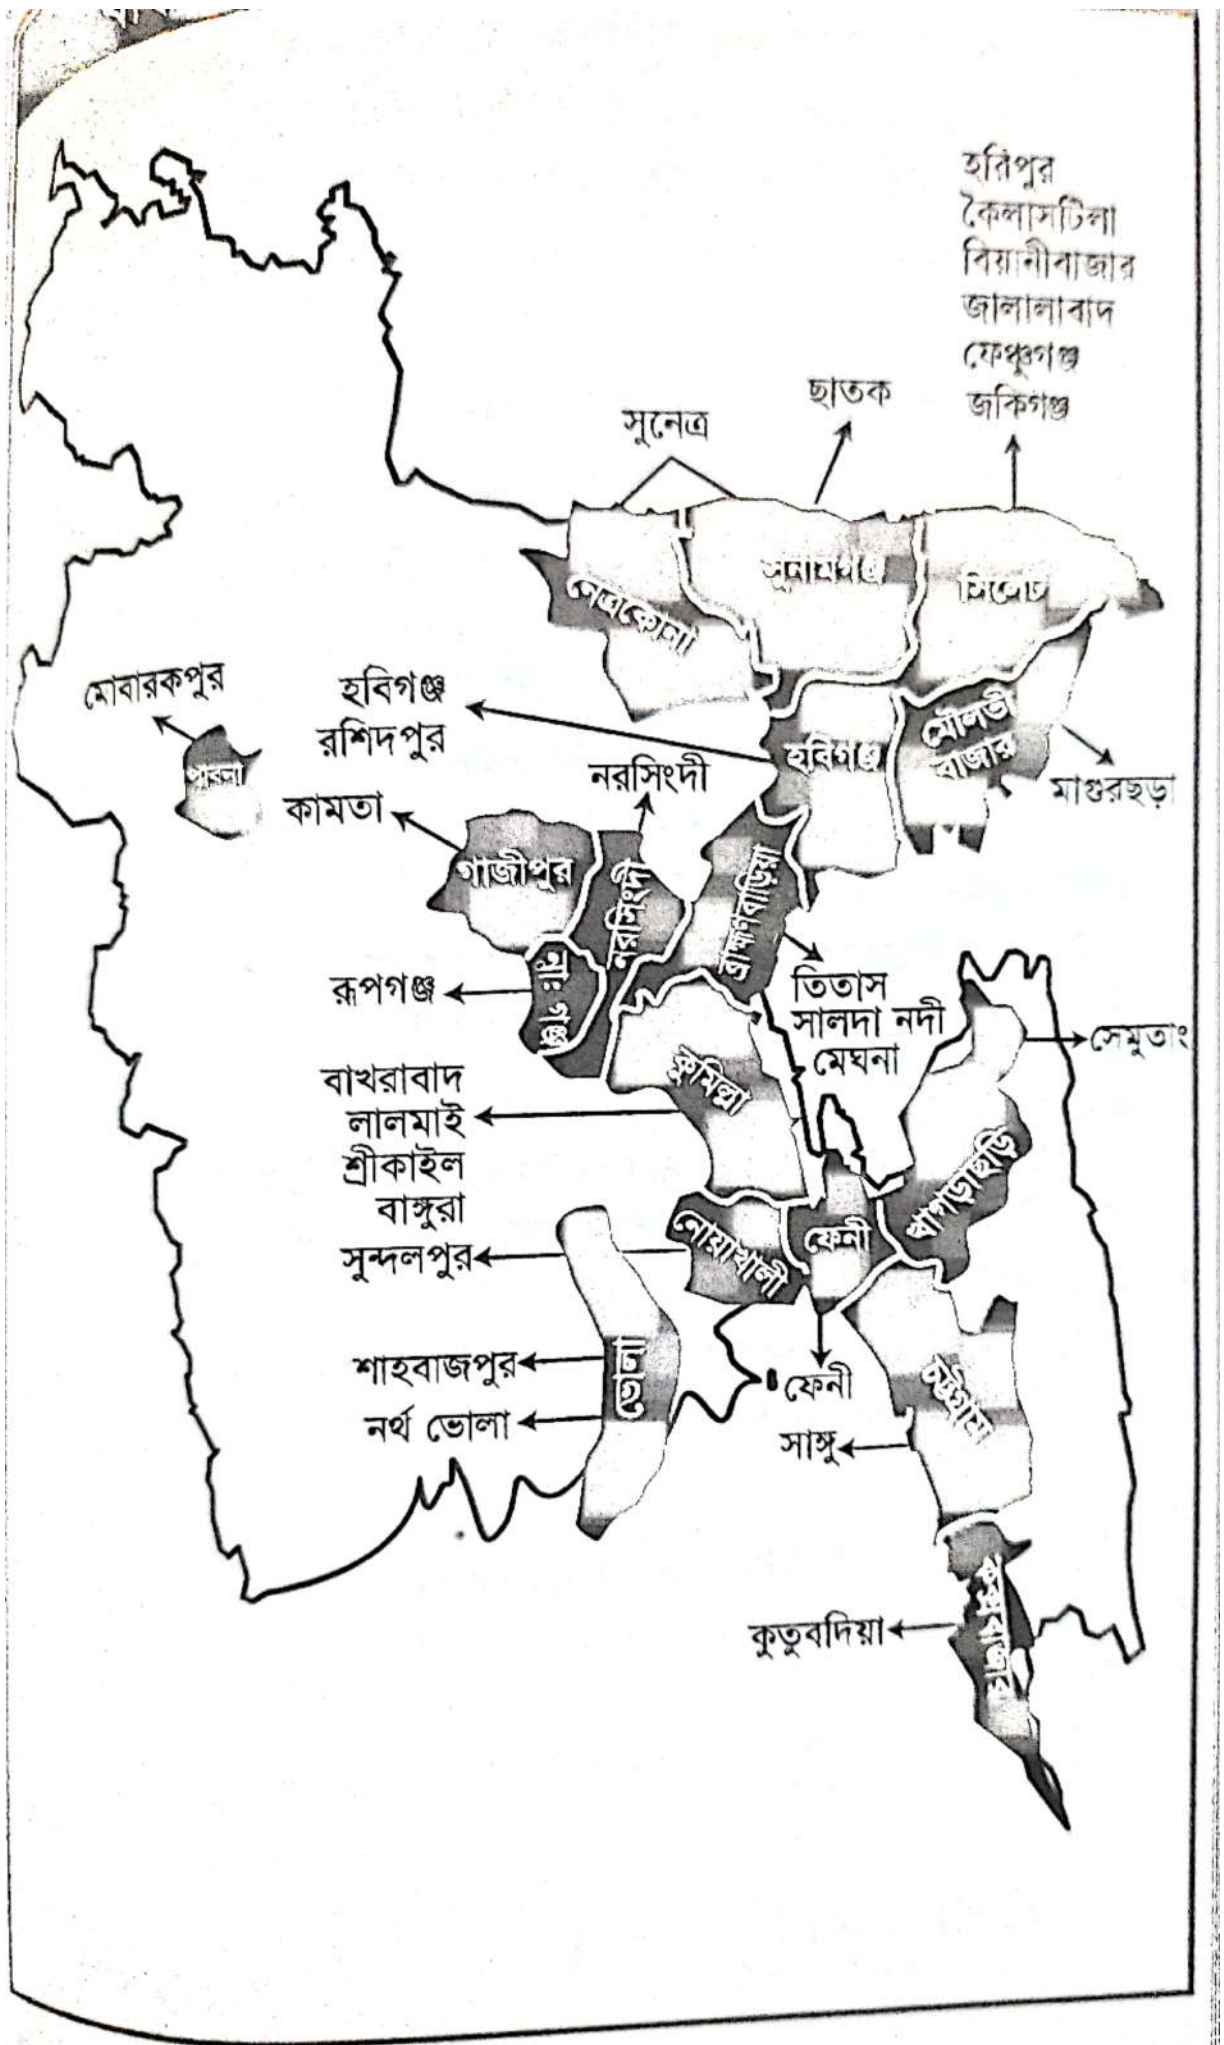 হরিপুর
কৈলাসটিলা
বিয়ানীবাজার
জালালাবাদ
ফেঞ্চুগঞ্জ
জকিগঞ্জ
ছাতক
সুনেত্র
সুনামগঞ্জ
সিলেট
নেত্রকোনা
মোবারকপুর
পাবনা
হবিগঞ্জ
রশিদপুর
হবিগঞ্জ
মৌলভী
বাজার
মাগুরছড়া
নরসিংদী
কামতা
গাজীপুর
নরসিংদী
ব্রাহ্মণবাড়িয়া
রূপগঞ্জ
তিতাস
সালদা নদী
মেঘনা
সেমুতাং
বাখরাবাদ
লালমাই
শ্রীকাইল
বাঙ্গুরা
কুমিল্লা
খাগড়াছড়ি
সুন্দলপুর
নোয়াখালী
ফেনী
শাহবাজপুর
নর্থ ভোলা
ভোলা
ফেনী
চট্টগ্রাম
সাঙ্গু
কুতুবদিয়া
কক্সবাজার